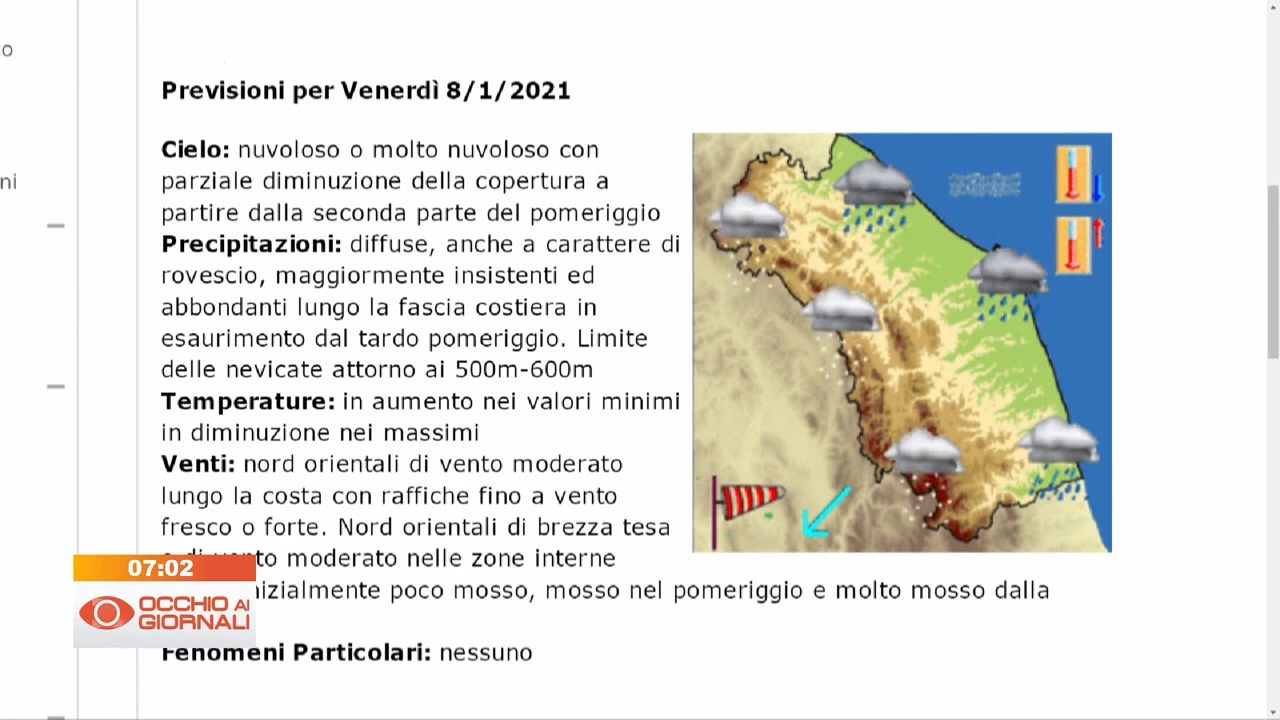 o
ni
Previsioni per Venerdì 8/1/2021
Cielo: nuvoloso o molto nuvoloso con
parziale diminuzione della copertura a
partire dalla seconda parte del pomeriggio
Precipitazioni: diffuse, anche a carattere di
rovescio, maggiormente insistenti ed
abbondanti lungo la fascia costiera in
esaurimento dal tardo pomeriggio. Limite
delle nevicate attorno ai 500m-600m
Temperature: in aumento nei valori minimi
in diminuzione nei massimi
Venti: nord orientali di vento moderato
lungo la costa con raffiche fino a vento
fresco o forte. Nord orientali di brezza tesa
moderato nelle zone interne
poco mosso, mosso nel pomeriggio e molto mosso dalla
Fenomeni Particolari: nessuno
07:02
OCCHIO AI
GIORNALI